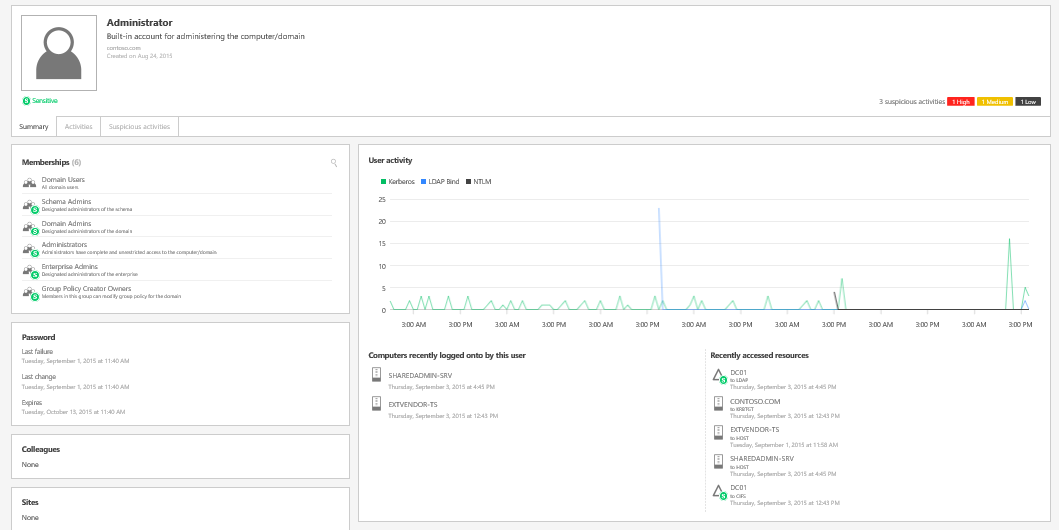 Administrator
Built-in account for administering the computer/domain
contoso.com
Created on Aug 24, 2015
S Sensitive
3 suspicious activities 1 High 1 Medium 1 Low
Summary Activities Suspicious activities
Memberships (6)
Domain Users
All domain users
Schema Admins
Designated administrators of the schema
Domain Admins
Designated administrators of the domain
Administrators
Administrators have complete and unrestricted access to the computer/domain
Enterprise Admins
Designated administrators of the enterprise
Group Policy Creator Owners
Members in this group can modify group policy for the domain
Password
Last failure
Tuesday, September 1, 2015 at 11:40 AM
Last change
Tuesday, September 1, 2015 at 11:40 AM
Expires
Tuesday, October 13, 2015 at 11:40 AM
Colleagues
None
Sites
None
User activity
Kerberos LDAP Bind NTLM
25
20
15
10
5
0
3:00 AM 3:00 PM 3:00 AM 3:00 PM 3:00 AM 3:00 PM 3:00 AM 3:00 PM 3:00 AM 3:00 PM 3:00 AM 3:00 PM 3:00 AM 3:00 PM
Computers recently logged onto by this user
SHAREDADMIN-SRV
Thursday, September 3, 2015 at 4:45 PM
EXTVENDOR-TS
Thursday, September 3, 2015 at 12:43 PM
Recently accessed resources
DC01
to LDAP
Thursday, September 3, 2015 at 4:45 PM
CONTOSO.COM
to KRBTGT
Thursday, September 3, 2015 at 12:43 PM
EXTVENDOR-TS
to HOST
Tuesday, September 1, 2015 at 11:58 AM
SHAREDADMIN-SRV
to HOST
Thursday, September 3, 2015 at 4:45 PM
DC01
to CIFS
Thursday, September 3, 2015 at 12:43 PM